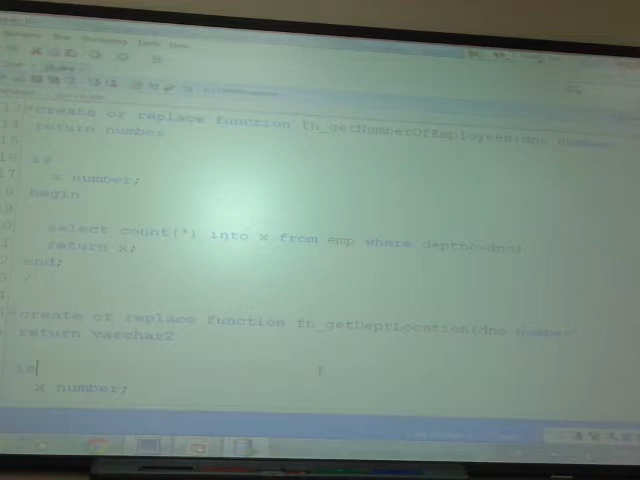 create or replace function fn_getNumberOfEmployees(dno number
return number
is
x number;
begin
select count(*) into x from emp where deptno=dno;
return x;
end;
/
create or replace function fn_getDeptLocation(dno number
return varchar2
is
x number;